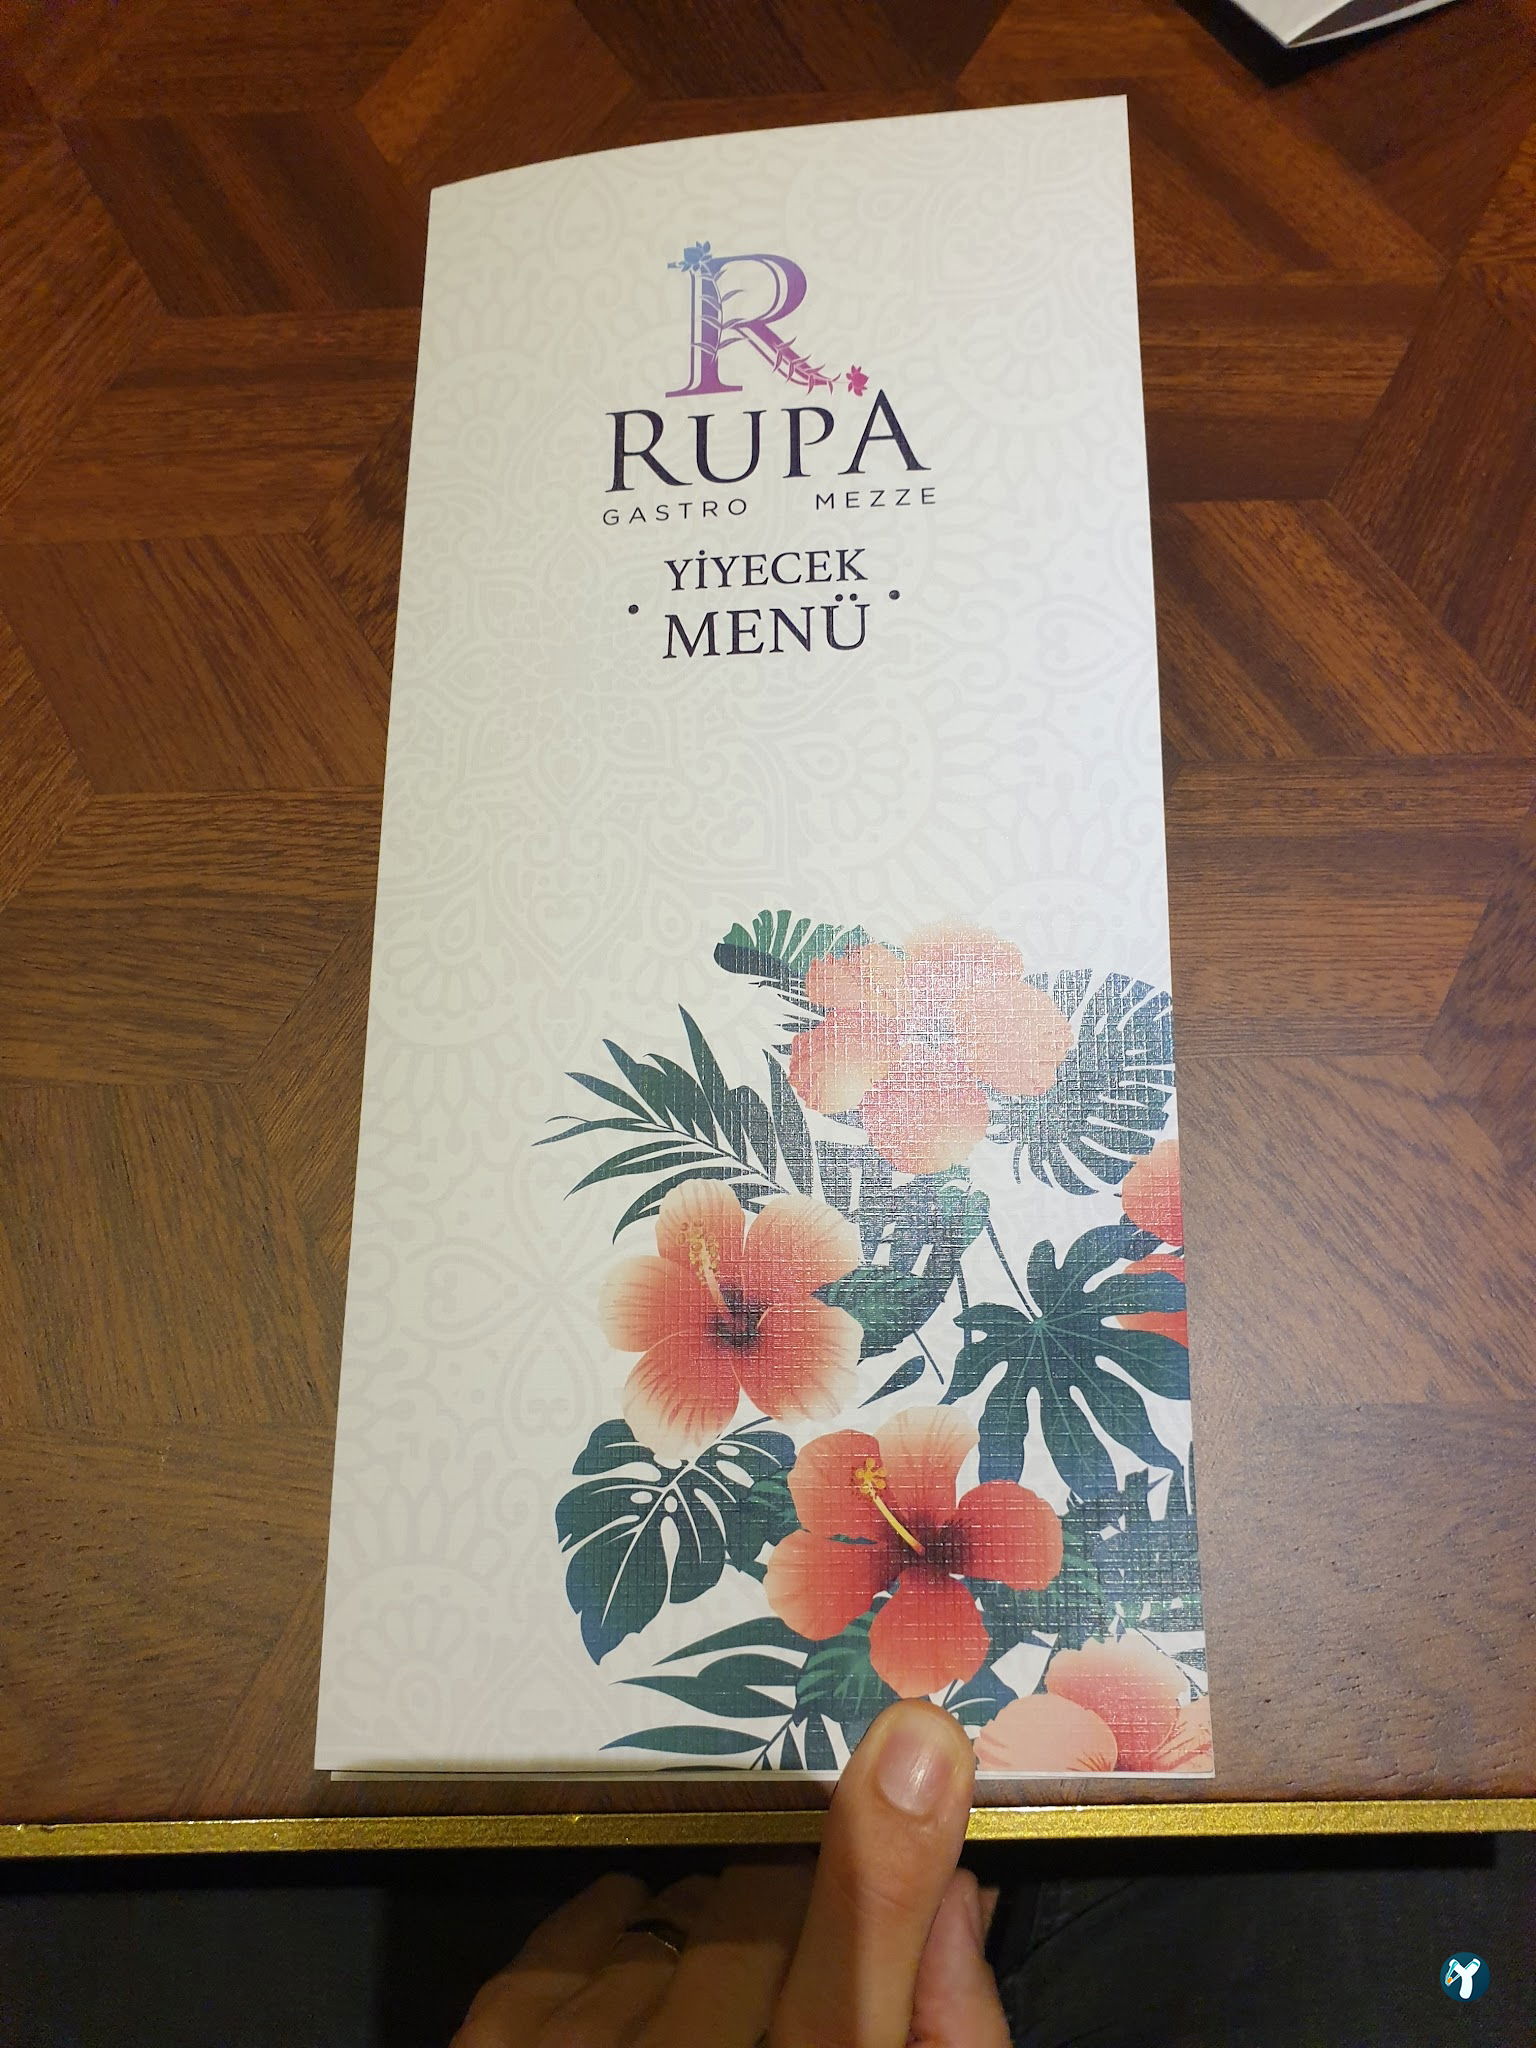 R
RUPA
GASTRO MEZZE
YİYECEK
• MENÜ •